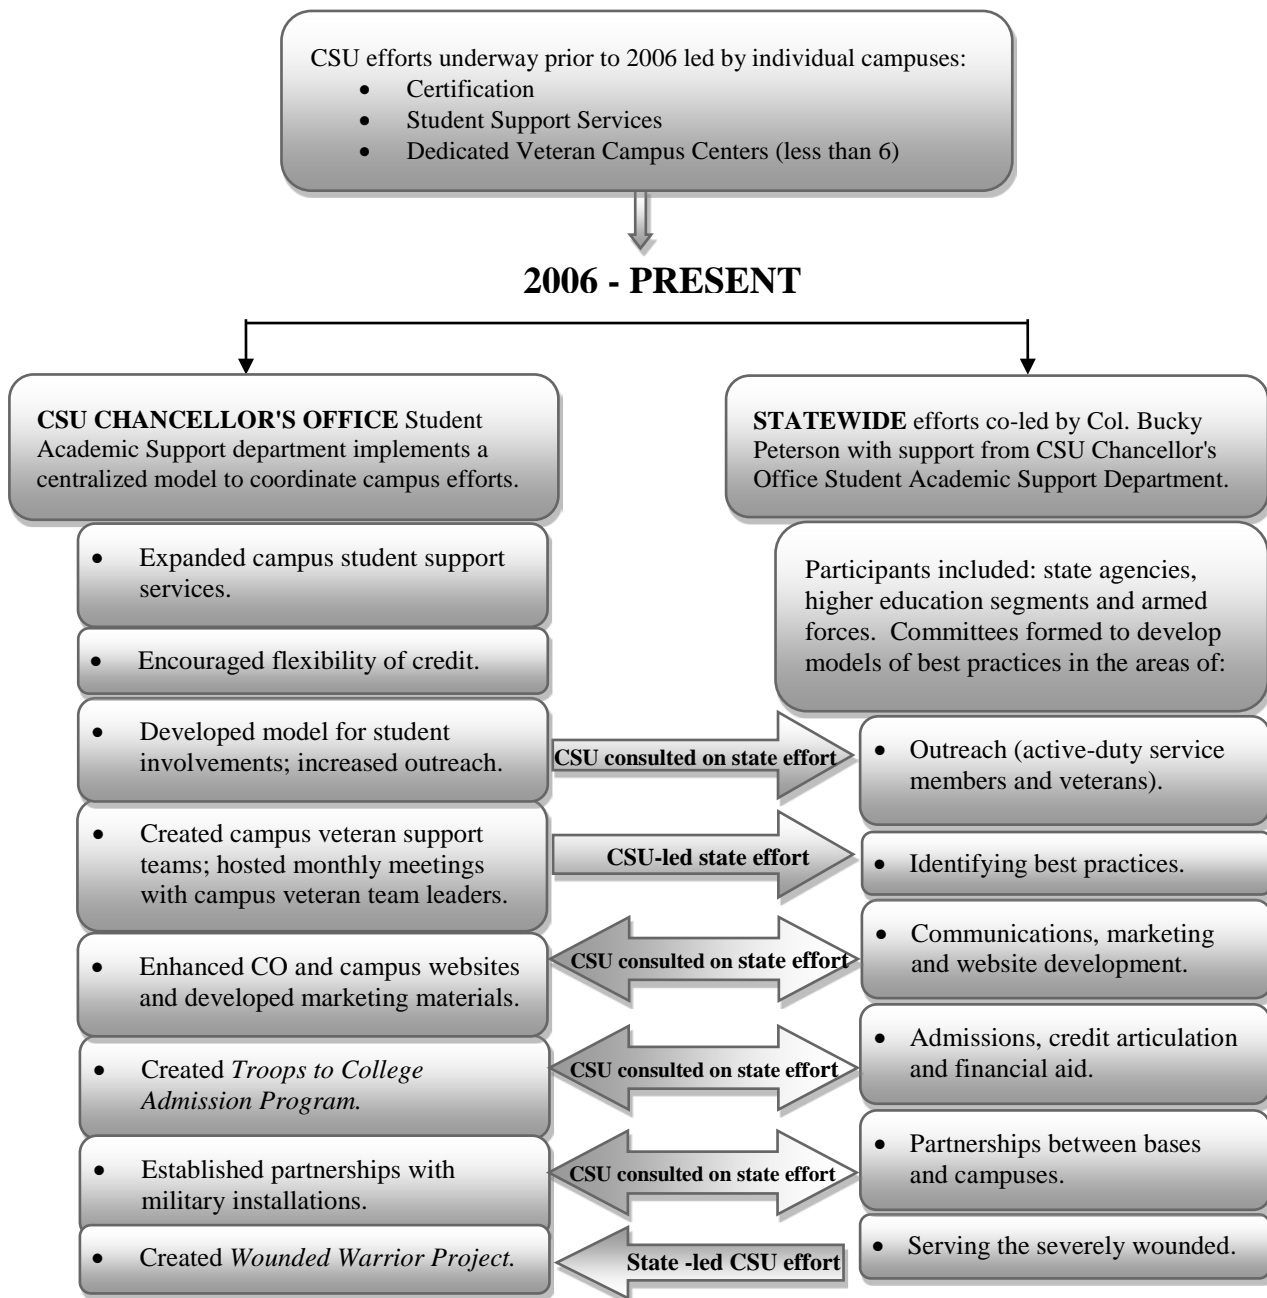 CSU efforts underway prior to 2006 led by individual campuses:
• Certification
• Student Support Services
• Dedicated Veteran Campus Centers (less than 6)
2006 - PRESENT
CSU CHANCELLOR'S OFFICE Student
Academic Support department implements a
centralized model to coordinate campus efforts.
• Expanded campus student support
services.
• Encouraged flexibility of credit.
• Developed model for student
involvements; increased outreach.
• Created campus veteran support
teams; hosted monthly meetings
with campus veteran team leaders.
• Enhanced CO and campus websites
and developed marketing materials.
• Created Troops to College
Admission Program.
• Established partnerships with
military installations.
• Created Wounded Warrior Project.
CSU consulted on state effort
CSU-led state effort
CSU consulted on state effort
CSU consulted on state effort
CSU consulted on state effort
State -led CSU effort
STATEWIDE efforts co-led by Col. Bucky
Peterson with support from CSU Chancellor's
Office Student Academic Support Department.
Participants included: state agencies,
higher education segments and armed
forces.  Committees formed to develop
models of best practices in the areas of:
• Outreach (active-duty service
members and veterans).
• Identifying best practices.
• Communications, marketing
and website development.
• Admissions, credit articulation
and financial aid.
• Partnerships between bases
and campuses.
• Serving the severely wounded.